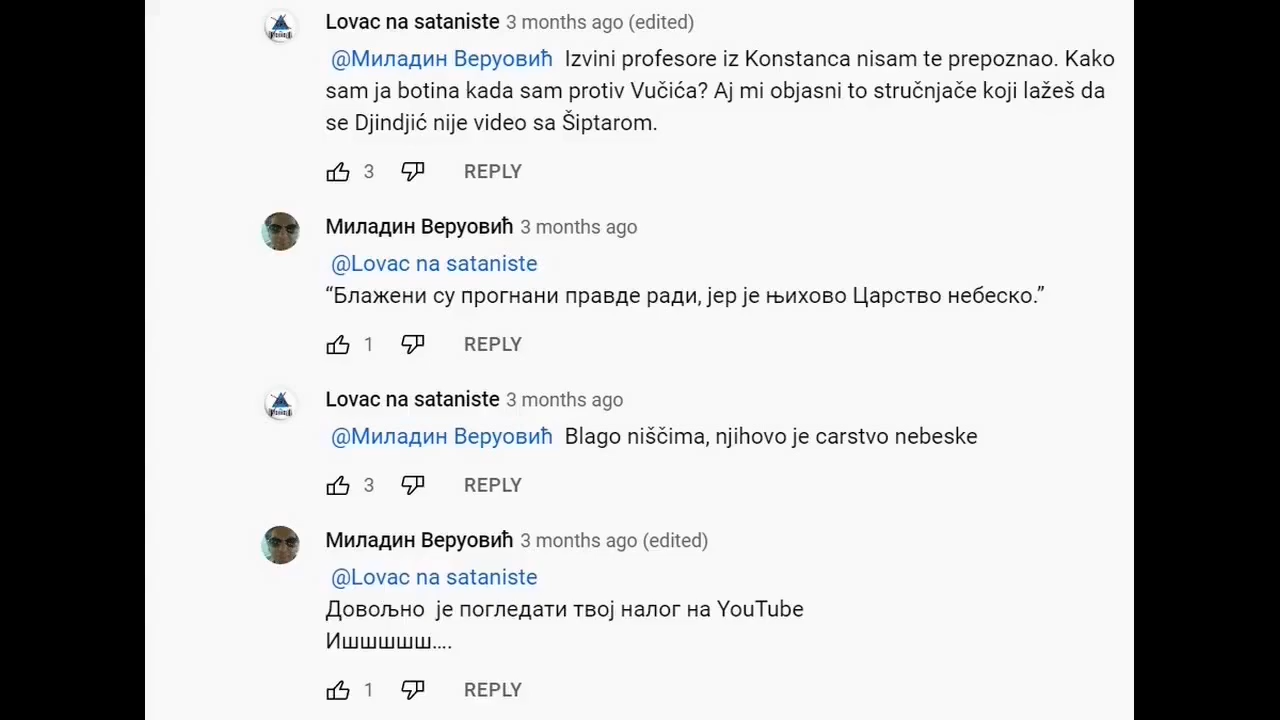 Lovac na sataniste 3 months ago (edited)
@Миладин Веруовић Izvini profesore iz Konstanca nisam te prepoznao. Kako
sam ja botina kada sam protiv Vučića? Aj mi objasni to stručnjače koji lažeš da
se Djindjić nije video sa Šiptarom.
3 REPLY
Миладин Веруовић 3 months ago
@Lovac na sataniste
“Блажени су прогнани правде ради, јер је њихово Царство небеско.”
1 REPLY
Lovac na sataniste 3 months ago
@Миладин Веруовић Blago niščima, njihovo je carstvo nebeske
3 REPLY
Миладин Веруовић 3 months ago (edited)
@Lovac na sataniste
Довољно је погледати твој налог на YouTube
Ишшшшш....
1 REPLY